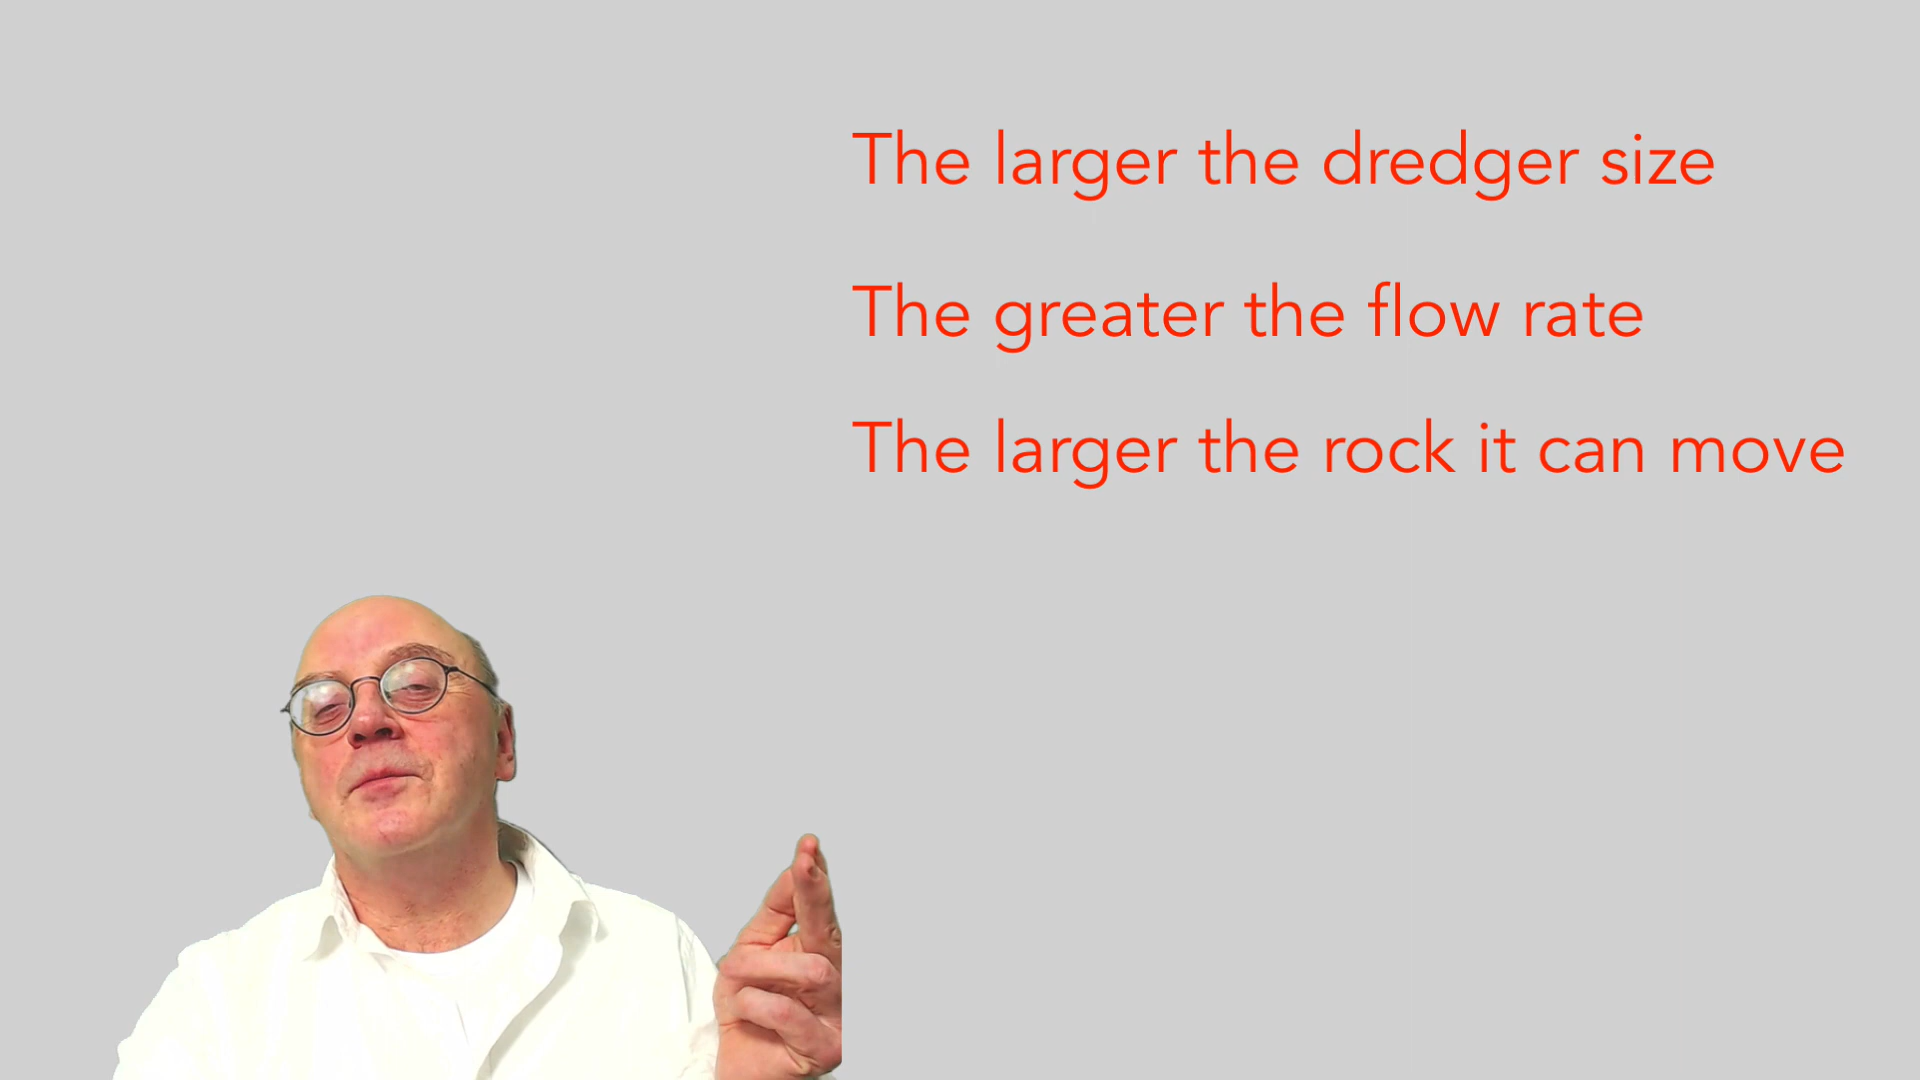 The larger the dredger size
The greater the flow rate
The larger the rock it can move